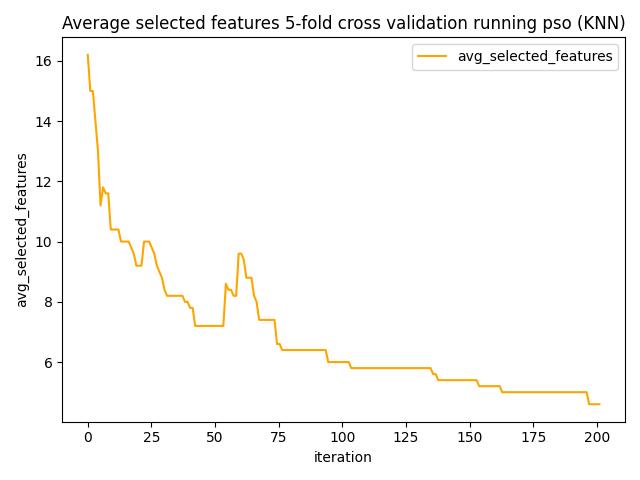 Average selected features 5-fold cross validation running pso (KNN)
avg_selected_features
16
14
12
10
8
6
avg_selected_features
0 25 50 75 100 125 150 175 200
iteration